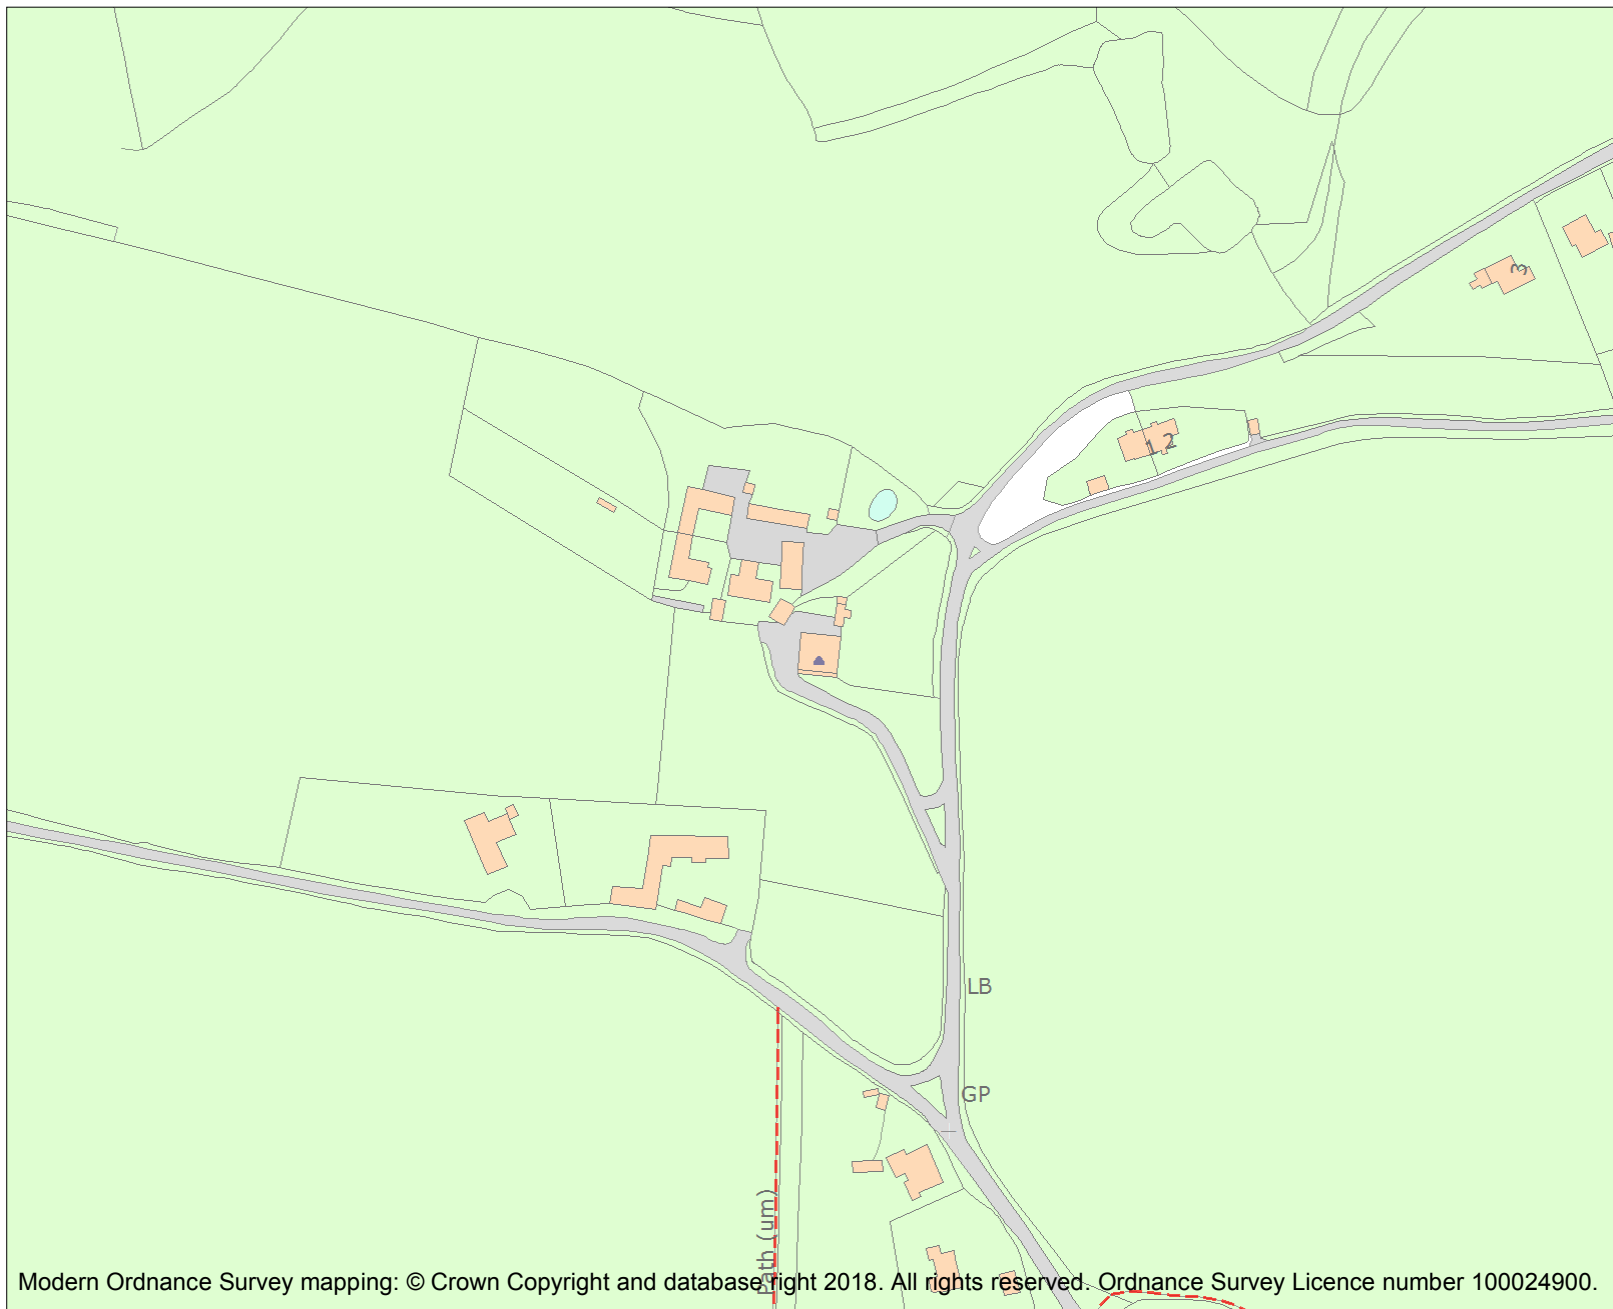 3
1 2
LB
GP
Path (um)
Modern Ordnance Survey mapping: © Crown Copyright and database right 2018. All rights reserved. Ordnance Survey Licence number 100024900.